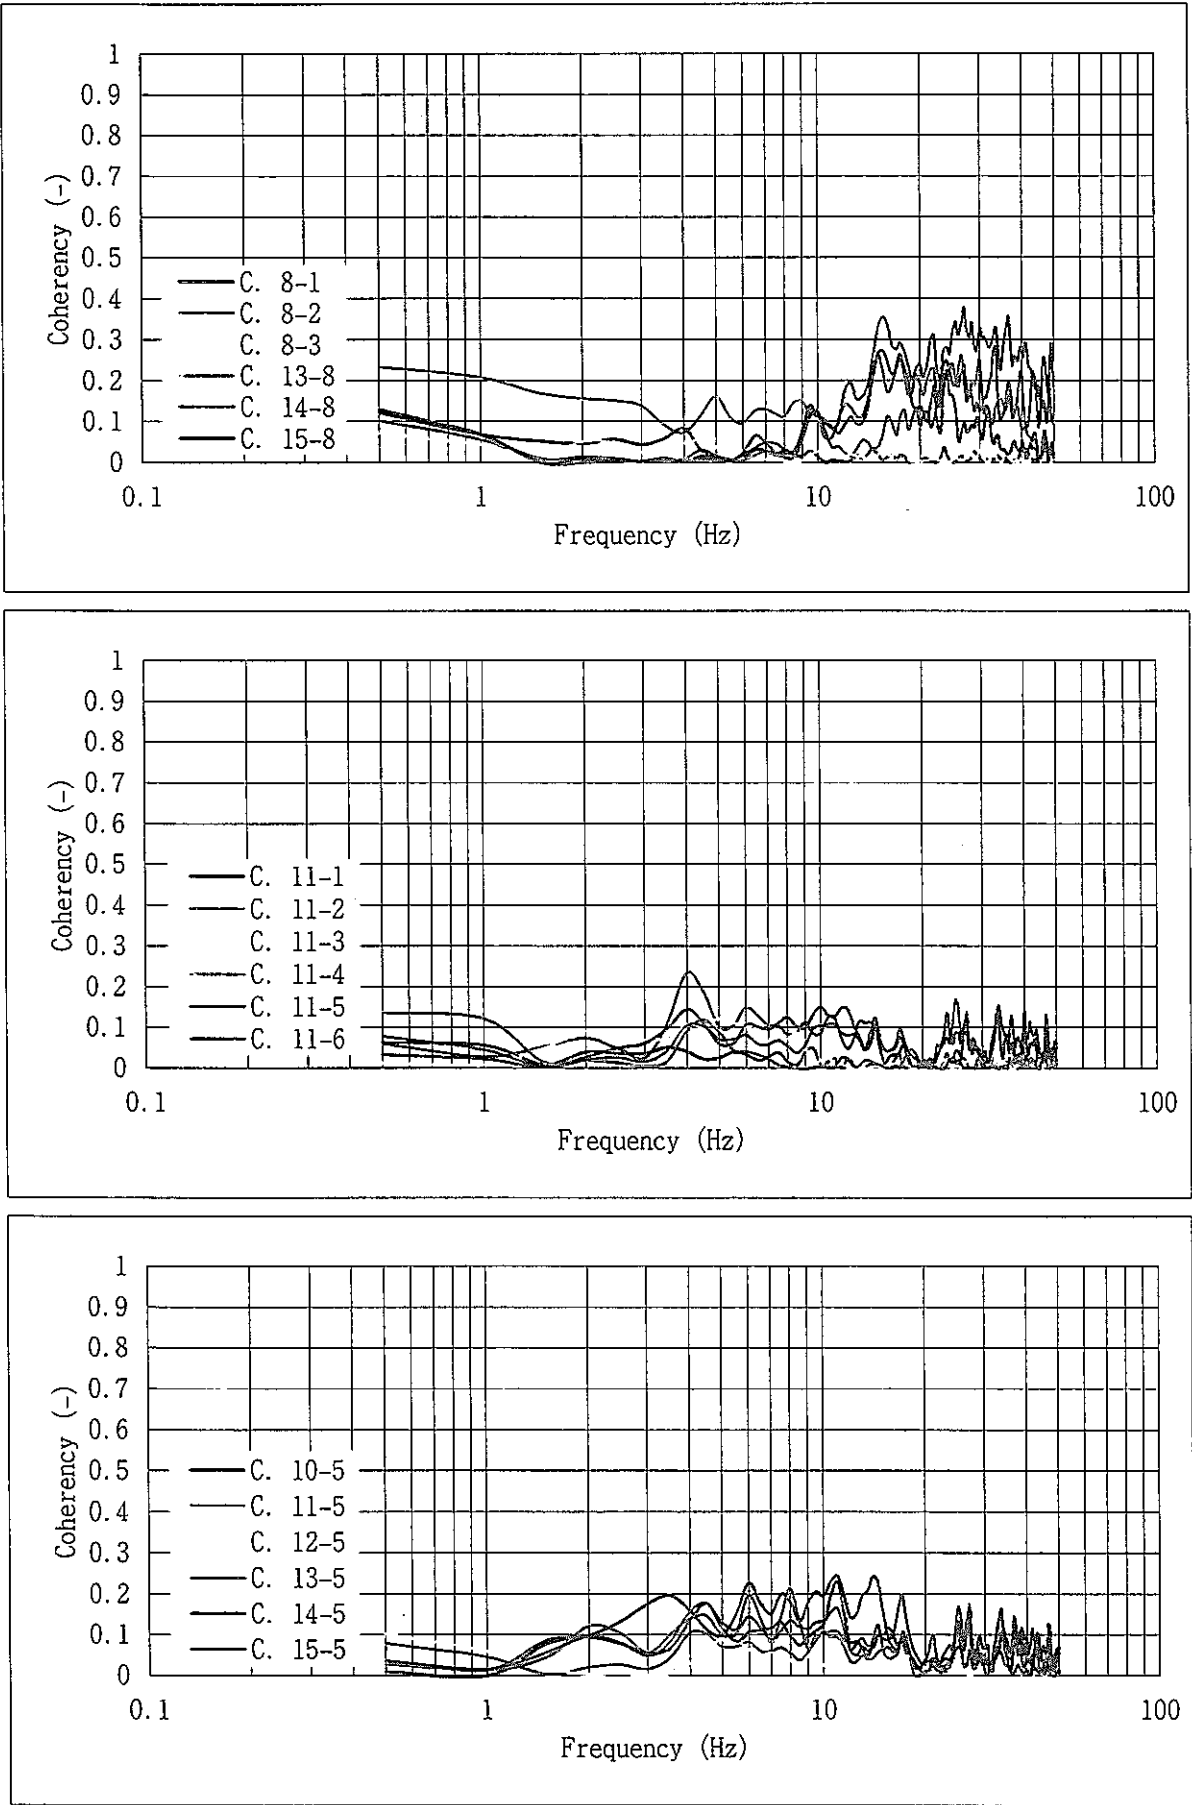 1
0.9
0.8
0.7
0.6
0.5
0.4
0.3
0.2
0.1
0
Coherency (-)
C. 8-1
C. 8-2
C. 8-3
C. 13-8
C. 14-8
C. 15-8
0.1 1 10 100
Frequency (Hz)
1
0.9
0.8
0.7
0.6
0.5
0.4
0.3
0.2
0.1
0
Coherency (-)
C. 11-1
C. 11-2
C. 11-3
C. 11-4
C. 11-5
C. 11-6
0.1 1 10 100
Frequency (Hz)
1
0.9
0.8
0.7
0.6
0.5
0.4
0.3
0.2
0.1
0
Coherency (-)
C. 10-5
C. 11-5
C. 12-5
C. 13-5
C. 14-5
C. 15-5
0.1 1 10 100
Frequency (Hz)